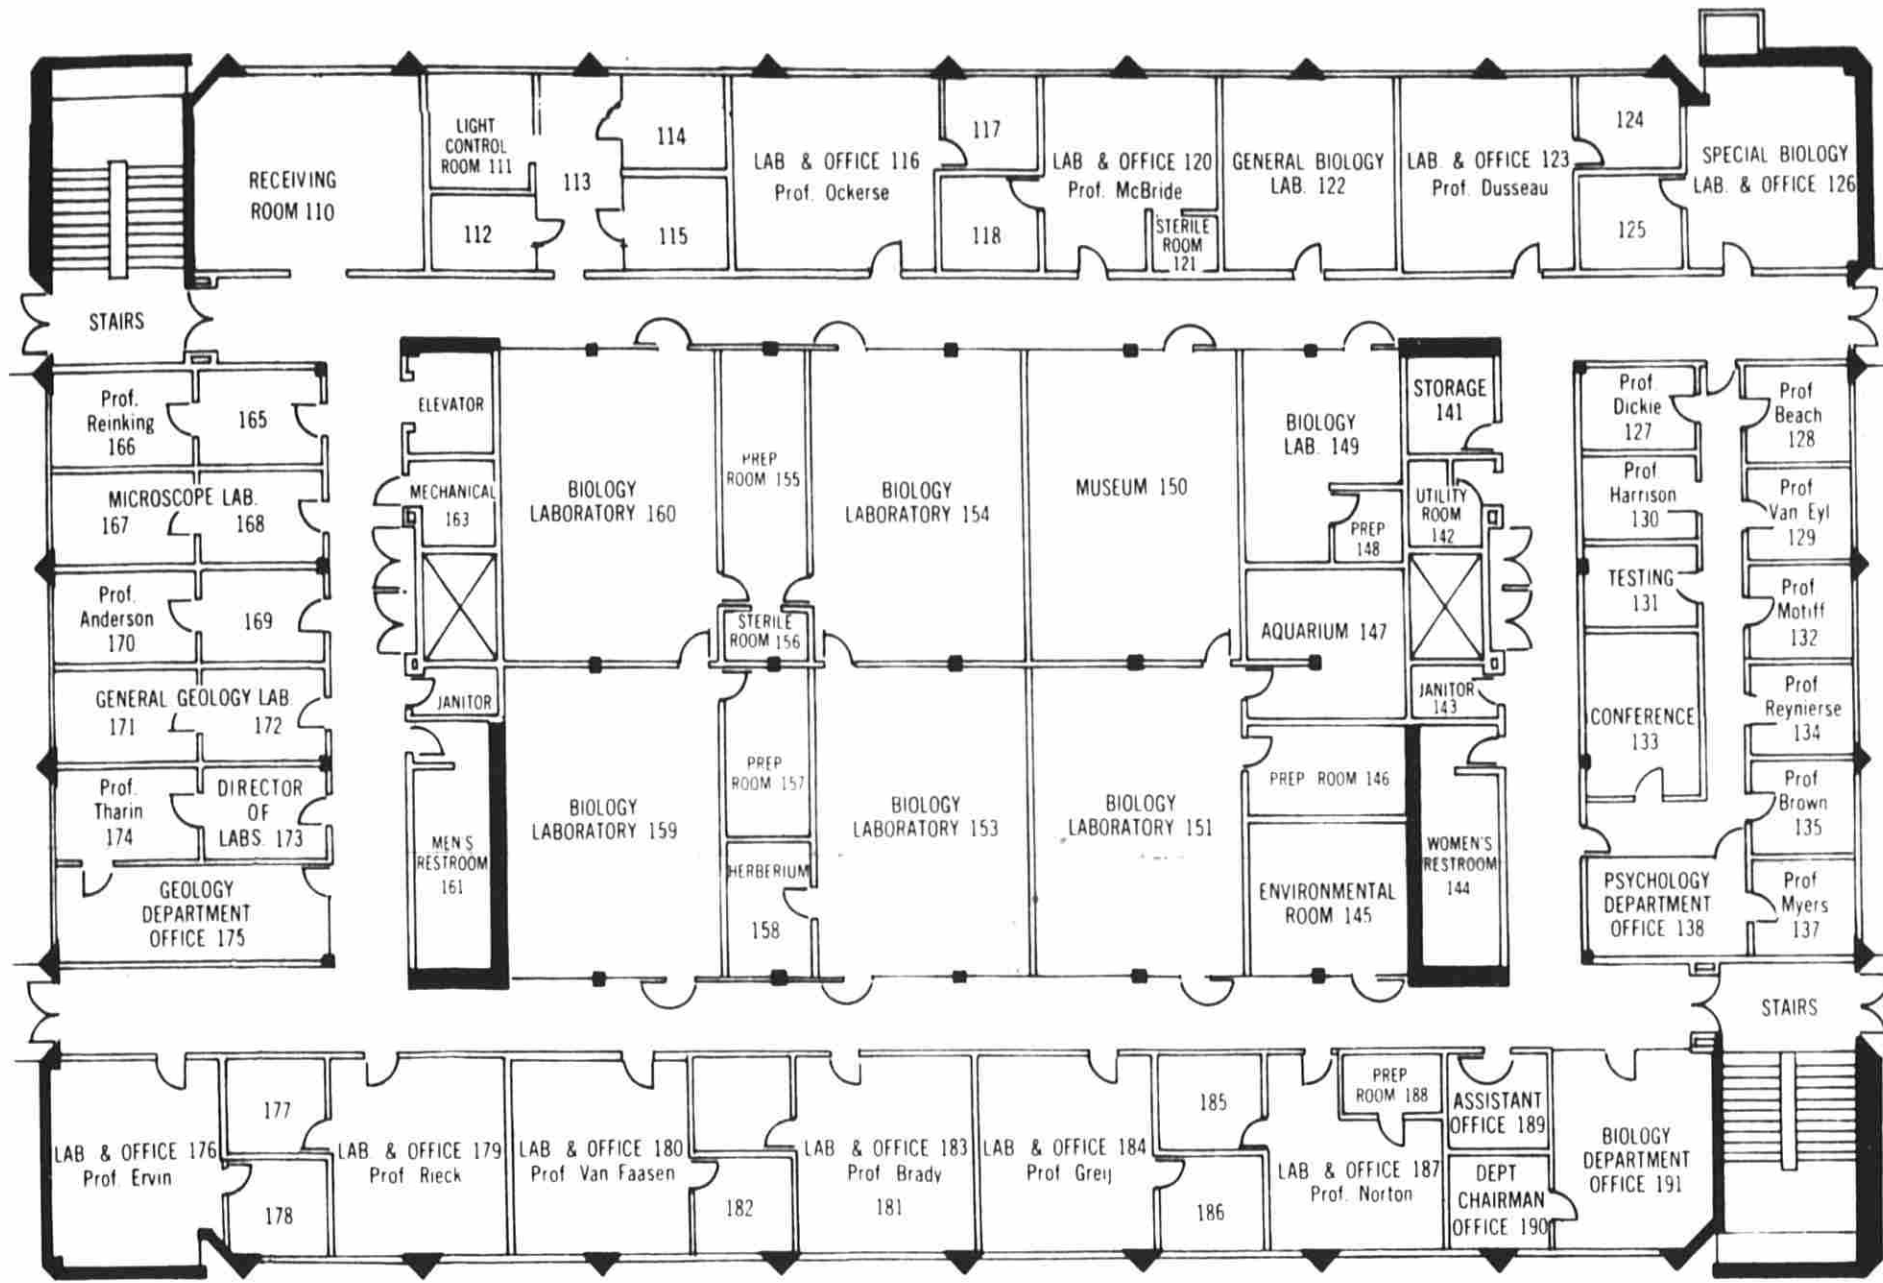 LIGHT
CONTROL
ROOM 111
114
117
124
RECEIVING
ROOM 110
113
LAB & OFFICE 116
Prof. Ockerse
LAB & OFFICE 120
Prof. McBride
GENERAL BIOLOGY
LAB. 122
LAB. & OFFICE 123
Prof. Dusseau
SPECIAL BIOLOGY
LAB. & OFFICE 126
112
115
118
STERILE
ROOM
121
125
STAIRS
Prof.
Reinking
166
165
ELEVATOR
MICROSCOPE LAB.
167
168
MECHANICAL
163
Prof.
Anderson
170
169
GENERAL GEOLOGY LAB.
171
172
JANITOR
Prof.
Tharin
174
DIRECTOR
OF
LABS. 173
GEOLOGY
DEPARTMENT
OFFICE 175
MEN'S
RESTROOM
161
BIOLOGY
LABORATORY 160
PREP
ROOM 155
BIOLOGY
LABORATORY 154
MUSEUM 150
BIOLOGY
LAB. 149
PREP
148
STORAGE
141
UTILITY
ROOM
142
STERILE
ROOM 156
AQUARIUM 147
JANITOR
143
BIOLOGY
LABORATORY 159
PREP
ROOM 157
HERBERIUM
158
BIOLOGY
LABORATORY 153
BIOLOGY
LABORATORY 151
PREP ROOM 146
ENVIRONMENTAL
ROOM 145
WOMEN'S
RESTROOM
144
Prof.
Dickie
127
Prof
Beach
128
Prof
Harrison
130
Prof
Van Eyl
129
TESTING
131
Prof
Motiff
132
CONFERENCE
133
Prof
Reynierse
134
Prof
Brown
135
PSYCHOLOGY
DEPARTMENT
OFFICE 138
Prof
Myers
137
STAIRS
LAB & OFFICE 176
Prof. Ervin
177
178
LAB & OFFICE 179
Prof Rieck
LAB & OFFICE 180
Prof Van Faasen
182
LAB & OFFICE 183
Prof Brady
181
LAB & OFFICE 184
Prof Greij
185
186
LAB & OFFICE 187
Prof. Norton
PREP
ROOM 188
ASSISTANT
OFFICE 189
DEPT
CHAIRMAN
OFFICE 190
BIOLOGY
DEPARTMENT
OFFICE 191